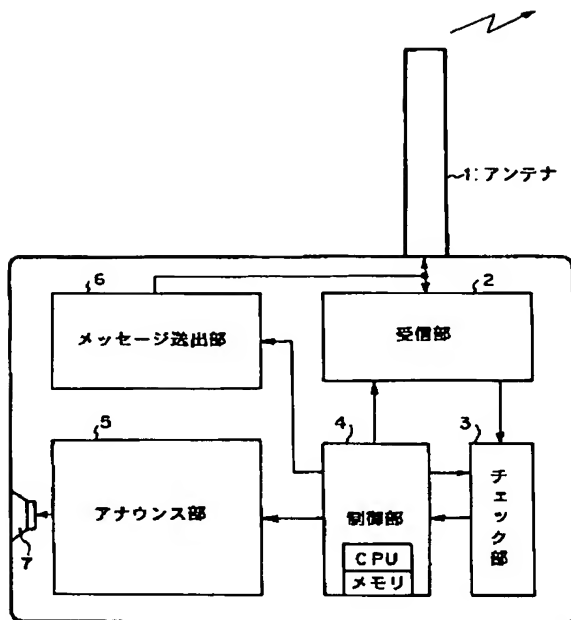 1:アンテナ
6
メッセージ送出部
2
受信部
5
アナウンス部
7
4
制御部
CPU
メモリ
3
チェック部